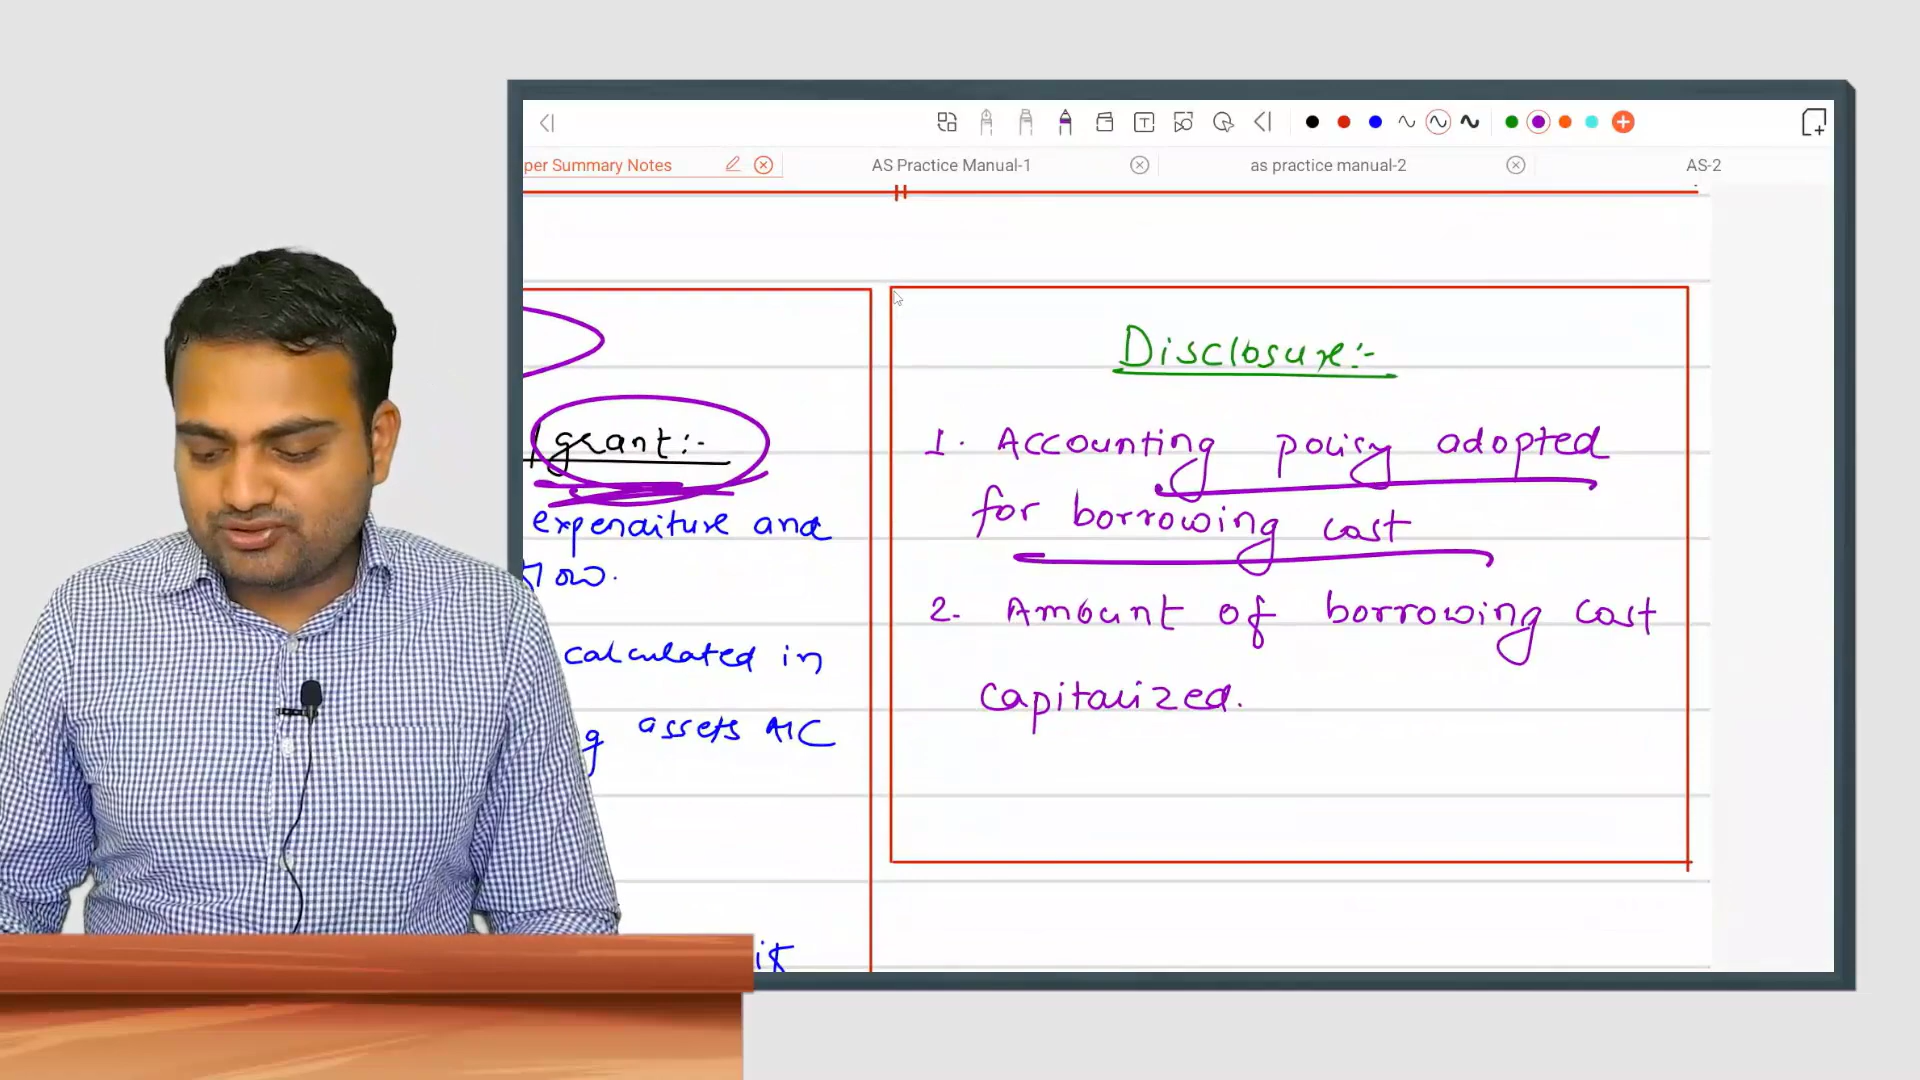 per Summary Notes
AS Practice Manual-1
as practice manual-2
AS-2
grant:-
expenditure and
calculated in
assets
Disclosure:-
1. Accounting policy adopted
for borrowing cost
2. Amount of borrowing cost
capitalized.